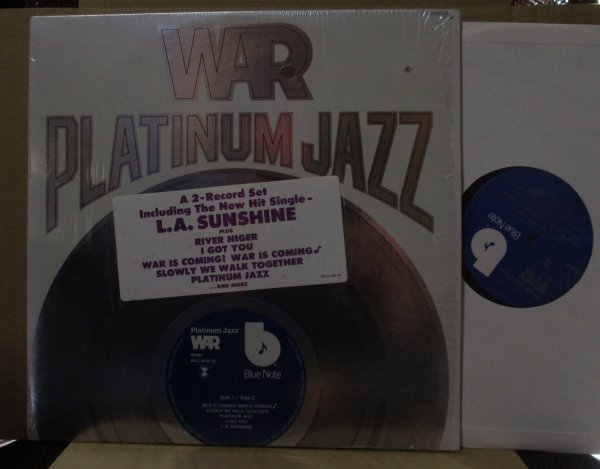 WAR
PLATINUM JAZZ
A 2-Record Set
Including The New Hit Single -
L.A. SUNSHINE
PLUS
RIVER NIGER
I GOT YOU
WAR IS COMING! WAR IS COMING♪
SLOWLY WE WALK TOGETHER
PLATINUM JAZZ
...AND MORE
Platinum Jazz
WAR
Blue Note
Side 1 / Side 2
WAR IS COMING! WAR IS COMING♪
SLOWLY WE WALK TOGETHER
PLATINUM JAZZ
I GOT YOU
L.A. SUNSHINE
Blue Note
WAR